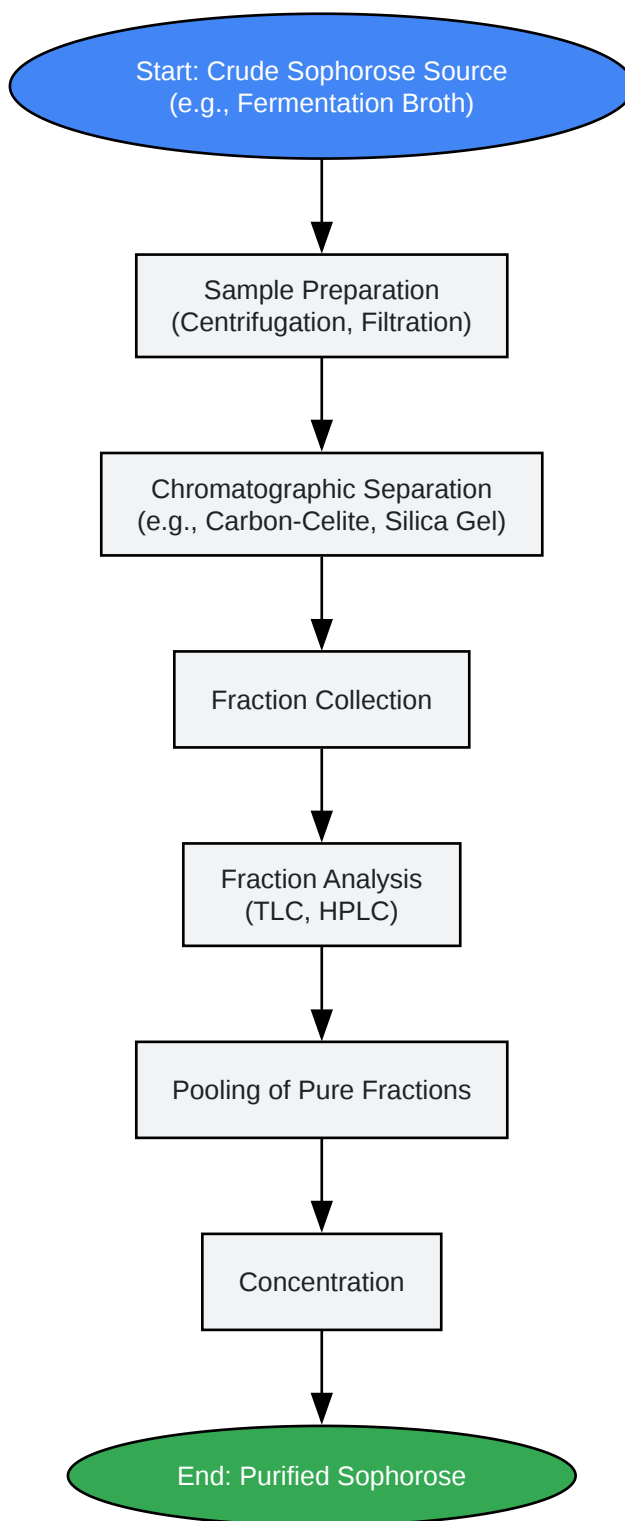 Start: Crude Sophorose Source
(e.g., Fermentation Broth)
Sample Preparation
(Centrifugation, Filtration)
Chromatographic Separation
(e.g., Carbon-Celite, Silica Gel)
Fraction Collection
Fraction Analysis
(TLC, HPLC)
Pooling of Pure Fractions
Concentration
End: Purified Sophorose